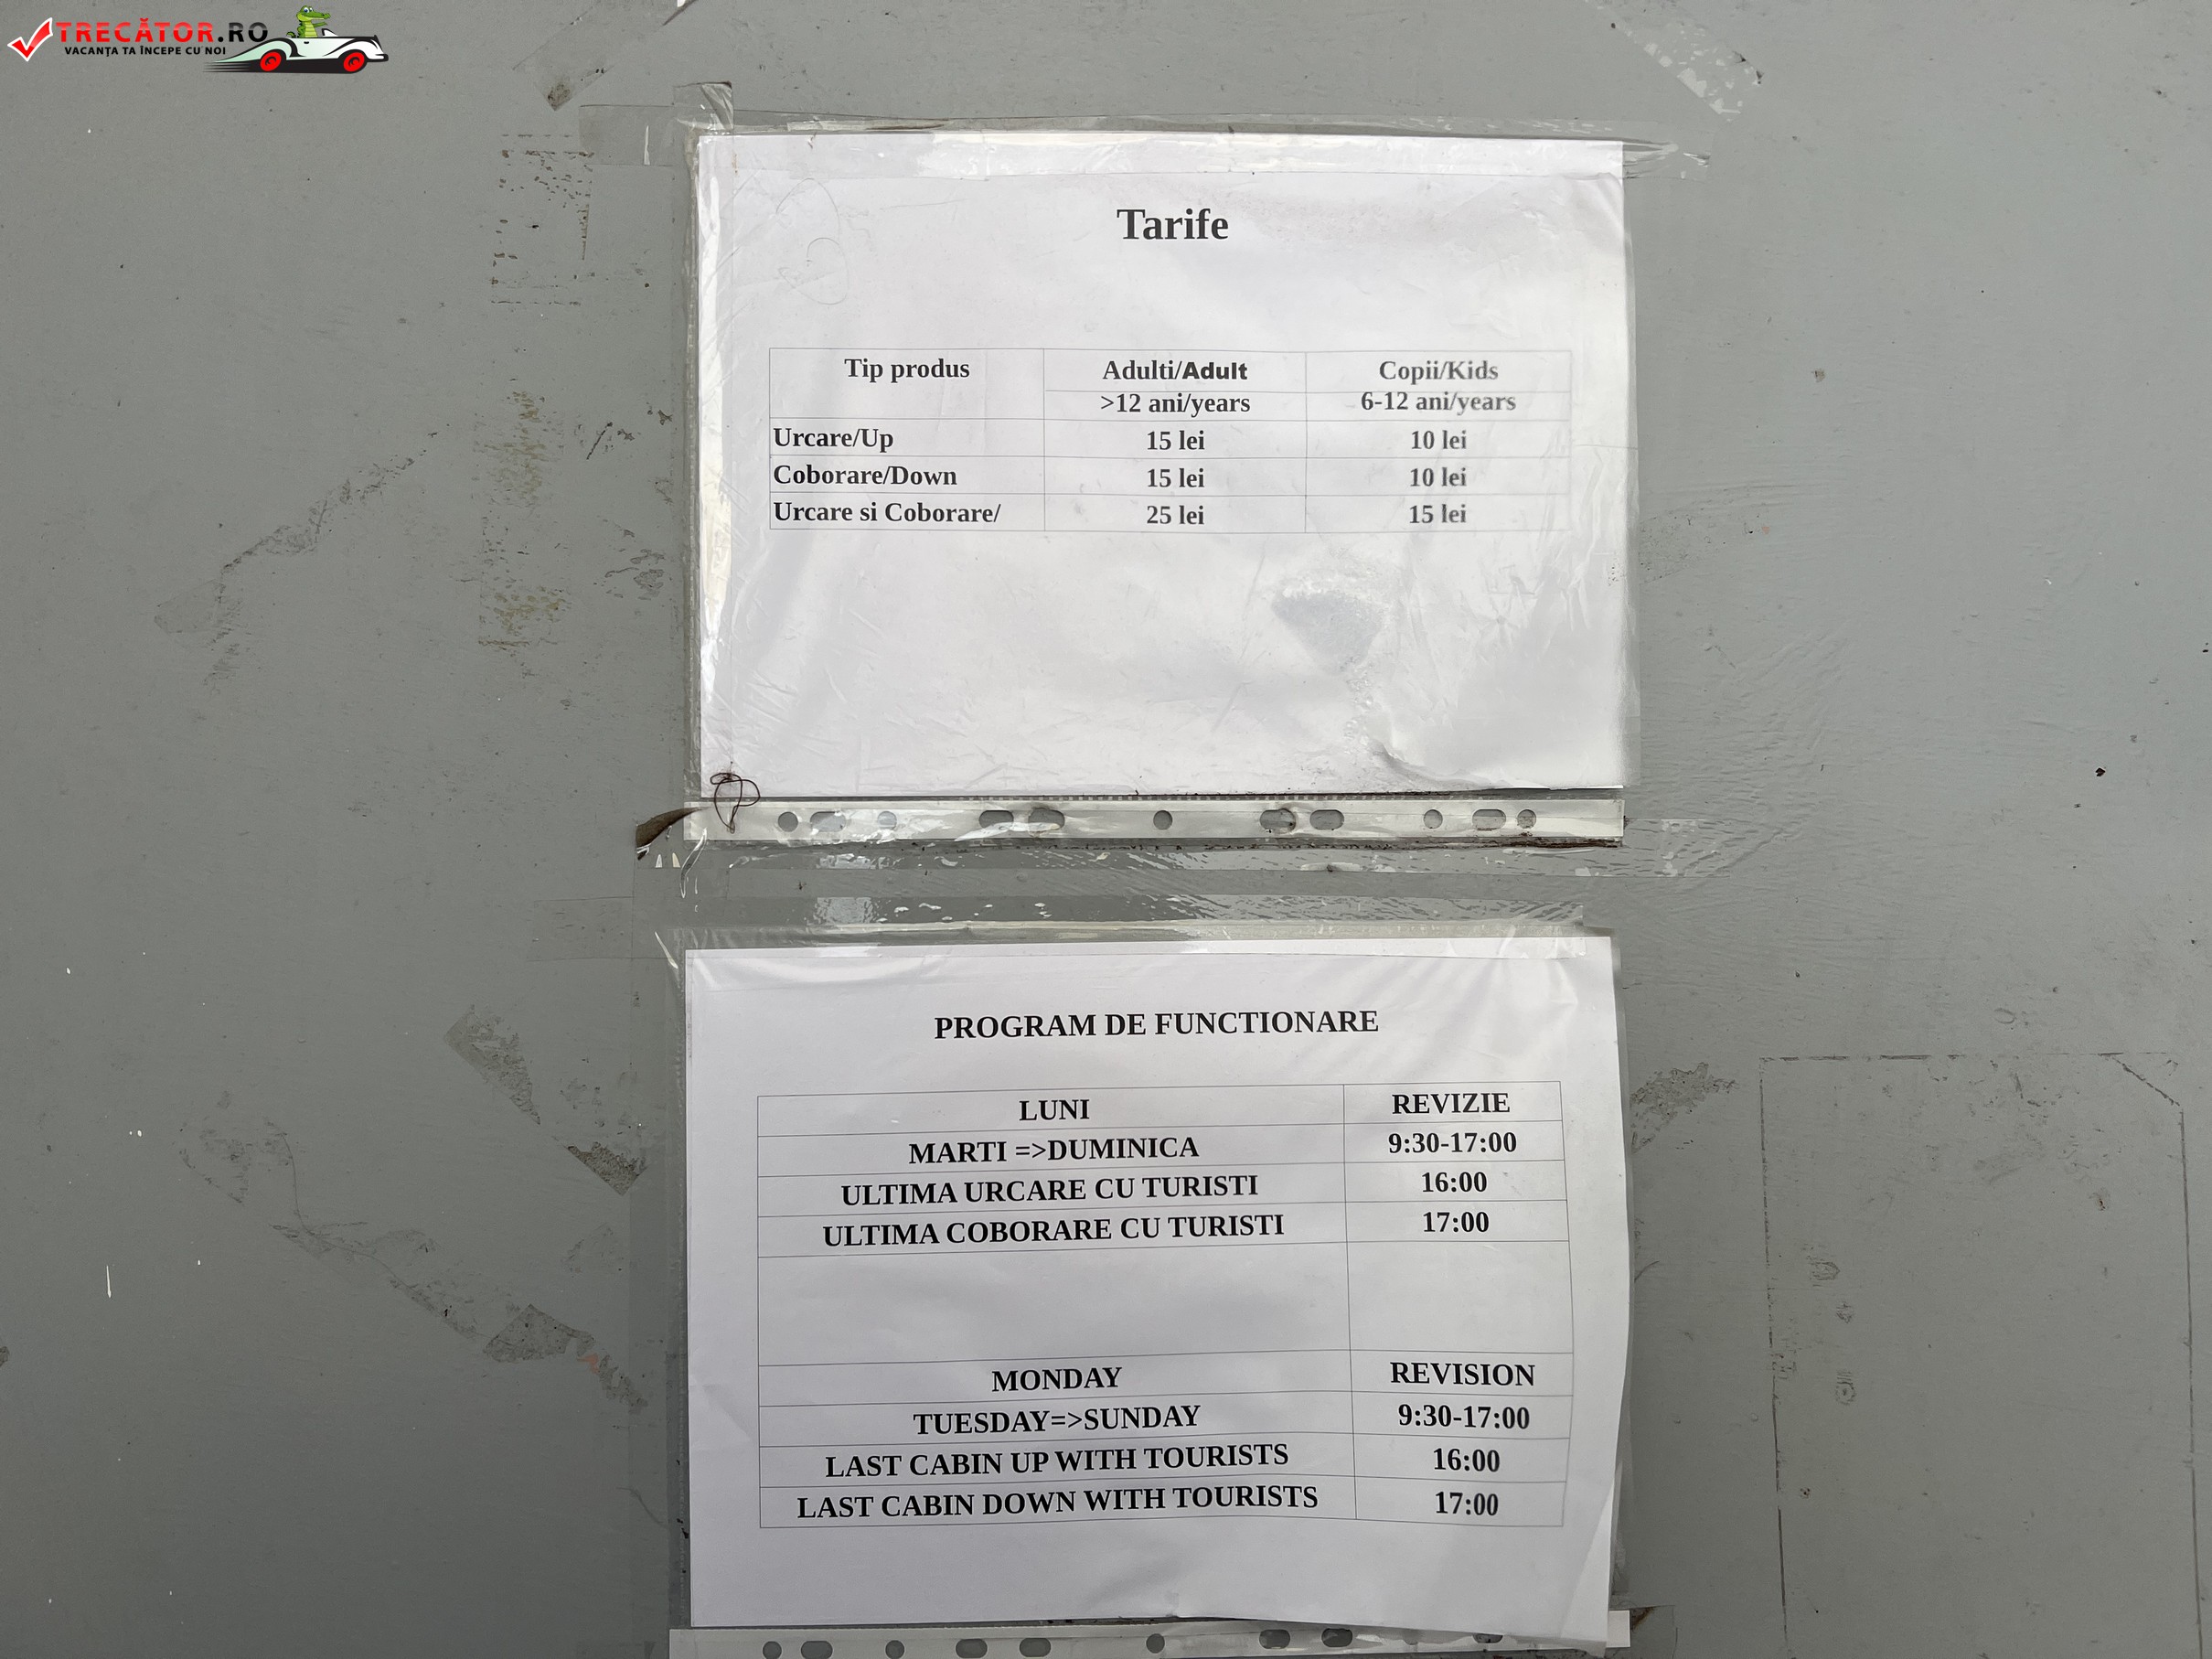 TRECĂTOR.RO
VACANȚA TA ÎNCEPE CU NOI
Tarife
Tip produs Adulti/Adult Copii/Kids
>12 ani/years 6-12 ani/years
Urcare/Up 15 lei 10 lei
Coborare/Down 15 lei 10 lei
Urcare si Coborare/ 25 lei 15 lei
PROGRAM DE FUNCTIONARE
LUNI REVIZIE
MARTI =>DUMINICA 9:30-17:00
ULTIMA URCARE CU TURISTI 16:00
ULTIMA COBORARE CU TURISTI 17:00
MONDAY REVISION
TUESDAY=>SUNDAY 9:30-17:00
LAST CABIN UP WITH TOURISTS 16:00
LAST CABIN DOWN WITH TOURISTS 17:00